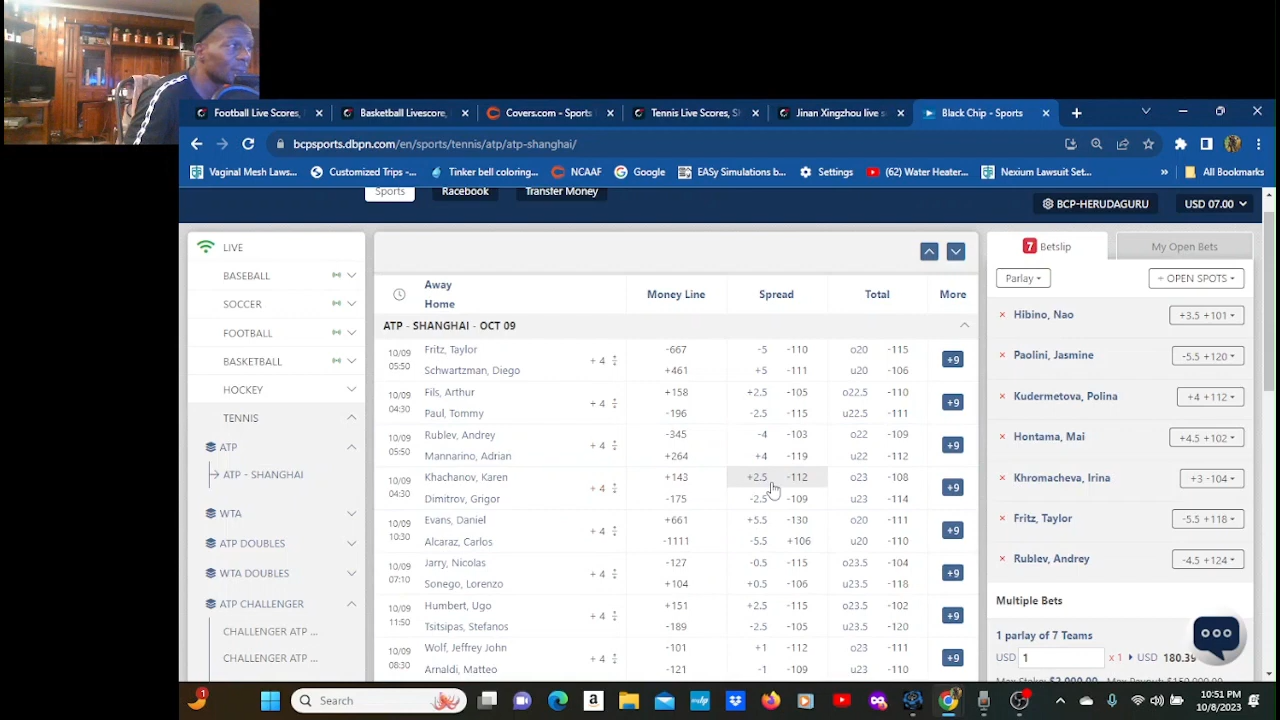 Football Live Scores,
Basketball Livescore,
Covers.com - Sports
Tennis Live Scores, S
Jinan Xingzhou live s
Black Chip - Sports
bcpsports.dbpn.com/en/sports/tennis/atp/atp-shanghai/
Vaginal Mesh Laws... Customized Trips -... Tinker bell coloring... NCAAF Google EASy Simulations b... Settings (62) Water Heater... Nexium Lawsuit Set... » All Bookmarks
Sports Racebook Transfer Money
BCP-HERUDAGURU USD 07.00
LIVE
BASEBALL
SOCCER
FOOTBALL
BASKETBALL
HOCKEY
TENNIS
ATP
ATP - SHANGHAI
WTA
ATP DOUBLES
WTA DOUBLES
ATP CHALLENGER
CHALLENGER ATP ...
CHALLENGER ATP ...
Away
Home
Money Line Spread Total More
ATP - SHANGHAI - OCT 09
10/09 05:50 + 4 +9
Fritz, Taylor -667 -5 -110 o20 -115
Schwartzman, Diego +461 +5 -111 u20 -106
10/09 04:30 + 4 +9
Fils, Arthur +158 +2.5 -105 o22.5 -110
Paul, Tommy -196 -2.5 -115 u22.5 -111
10/09 05:50 + 4 +9
Rublev, Andrey -345 -4 -103 o22 -109
Mannarino, Adrian +264 +4 -119 u22 -112
10/09 04:30 + 4 +9
Khachanov, Karen +143 +2.5 -112 o23 -108
Dimitrov, Grigor -175 -2.5 -109 u23 -114
10/09 10:30 + 4 +9
Evans, Daniel +661 +5.5 -130 o20 -111
Alcaraz, Carlos -1111 -5.5 +106 u20 -110
10/09 07:10 + 4 +9
Jarry, Nicolas -127 -0.5 -115 o23.5 -104
Sonego, Lorenzo +104 +0.5 -106 u23.5 -118
10/09 11:50 + 4 +9
Humbert, Ugo +151 +2.5 -115 o23.5 -102
Tsitsipas, Stefanos -189 -2.5 -105 u23.5 -120
10/09 08:30 + 4 +9
Wolf, Jeffrey John -101 +1 -112 o23 -111
Arnaldi, Matteo -121 -1 -109 u23 -110
7 Betslip My Open Bets
Parlay + OPEN SPOTS
× Hibino, Nao +3.5 +101
× Paolini, Jasmine -5.5 +120
× Kudermetova, Polina +4 +112
× Hontama, Mai +4.5 +102
× Khromacheva, Irina +3 -104
× Fritz, Taylor -5.5 +118
× Rublev, Andrey -4.5 +124
Multiple Bets
1 parlay of 7 Teams
USD 1 x 1 USD 180.39
1 Search 10:51 PM
10/8/2023